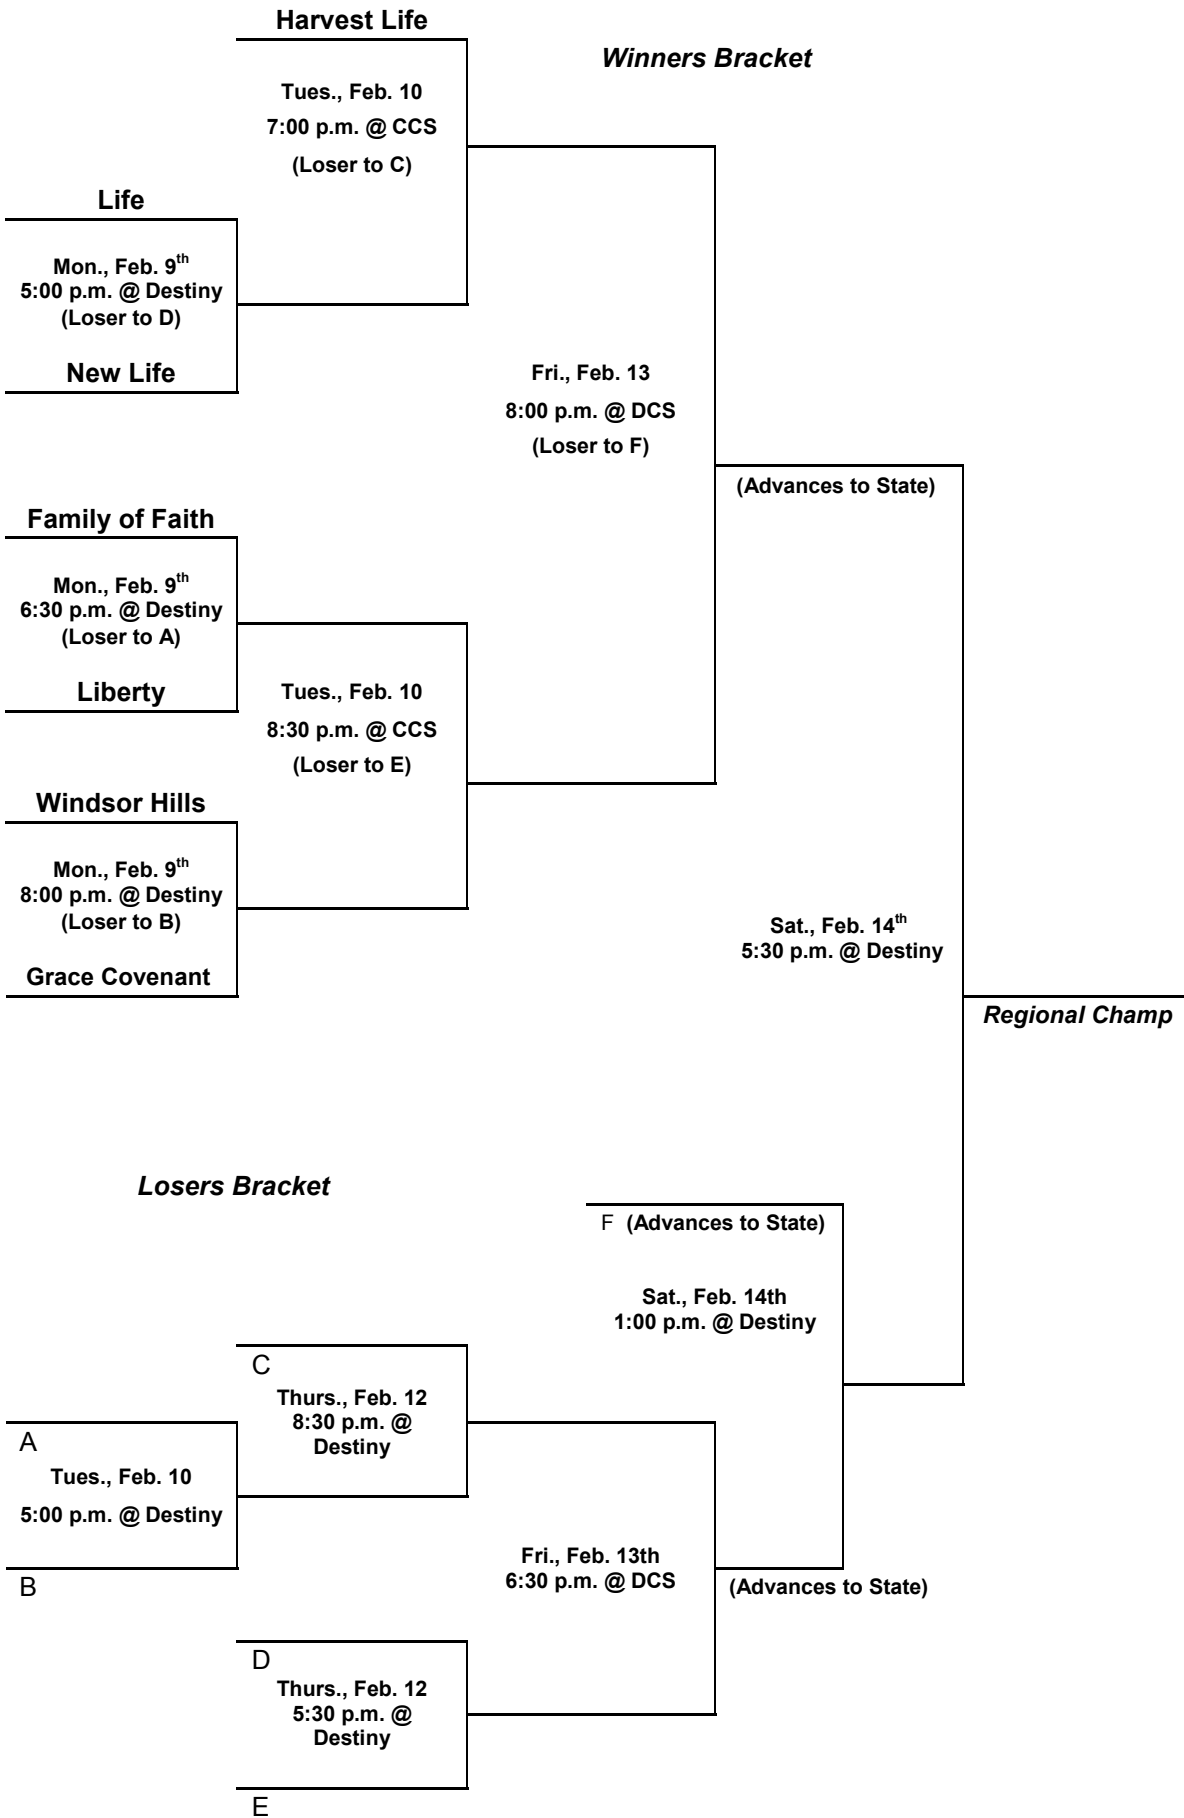 Harvest Life
Winners Bracket
Tues., Feb. 10
7:00 p.m. @ CCS
(Loser to C)
Life
Mon., Feb. 9th
5:00 p.m. @ Destiny
(Loser to D)
New Life
Fri., Feb. 13
8:00 p.m. @ DCS
(Loser to F)
(Advances to State)
Family of Faith
Mon., Feb. 9th
6:30 p.m. @ Destiny
(Loser to A)
Liberty
Tues., Feb. 10
8:30 p.m. @ CCS
(Loser to E)
Windsor Hills
Mon., Feb. 9th
8:00 p.m. @ Destiny
(Loser to B)
Grace Covenant
Sat., Feb. 14th
5:30 p.m. @ Destiny
Regional Champ
Losers Bracket
F (Advances to State)
Sat., Feb. 14th
1:00 p.m. @ Destiny
C
Thurs., Feb. 12
8:30 p.m. @
Destiny
A
Tues., Feb. 10
5:00 p.m. @ Destiny
B
Fri., Feb. 13th
6:30 p.m. @ DCS
(Advances to State)
D
Thurs., Feb. 12
5:30 p.m. @
Destiny
E